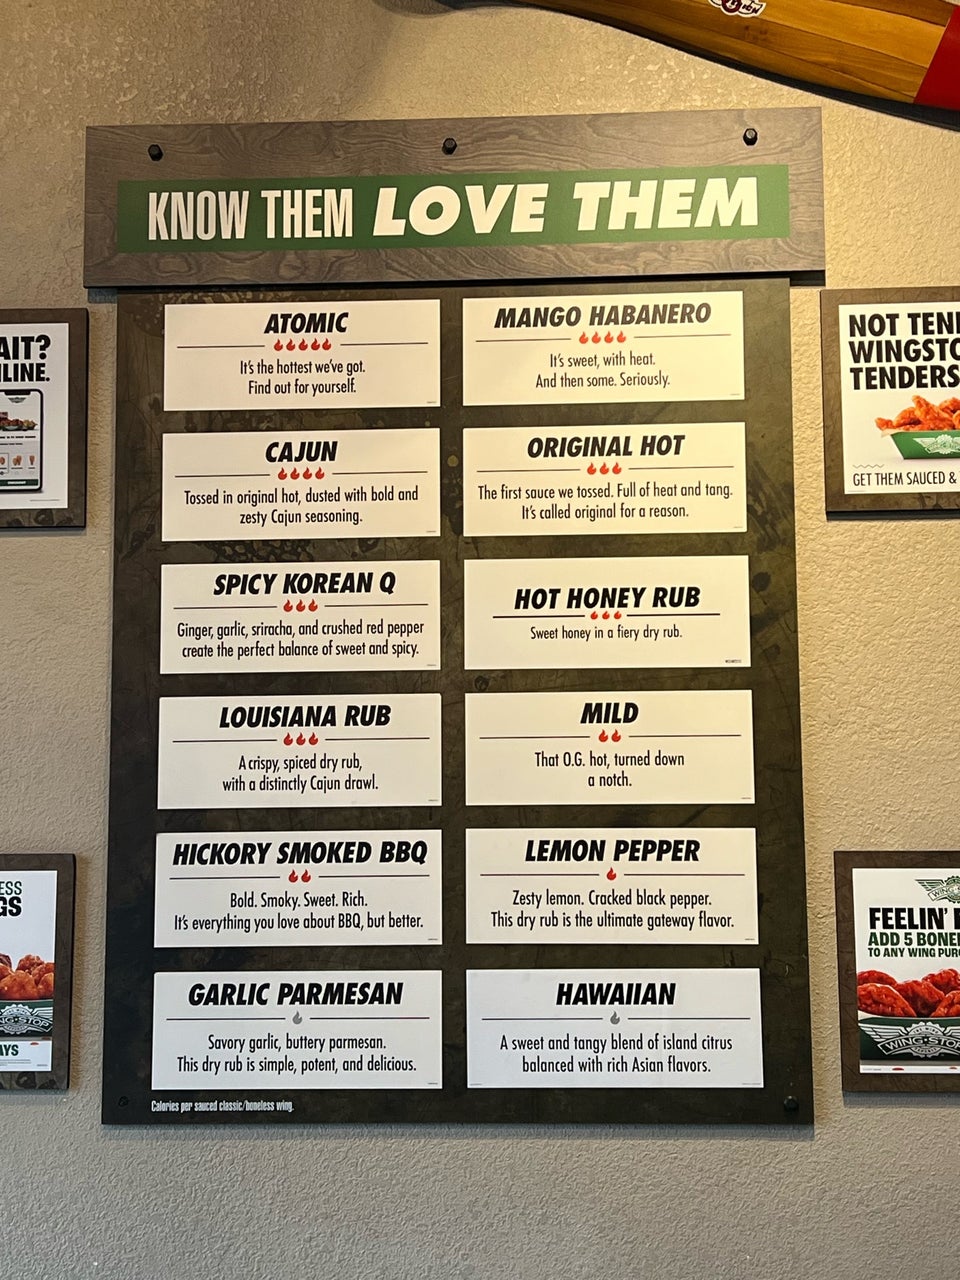 KNOW THEM LOVE THEM
ATOMIC
It's the hottest we've got.
Find out for yourself.
MANGO HABANERO
It's sweet, with heat.
And then some. Seriously.
CAJUN
Tossed in original hot, dusted with bold and
zesty Cajun seasoning.
ORIGINAL HOT
The first sauce we tossed. Full of heat and tang.
It's called original for a reason.
SPICY KOREAN Q
Ginger, garlic, sriracha, and crushed red pepper
create the perfect balance of sweet and spicy.
HOT HONEY RUB
Sweet honey in a fiery dry rub.
LOUISIANA RUB
A crispy, spiced dry rub,
with a distinctly Cajun drawl.
MILD
That O.G. hot, turned down
a notch.
HICKORY SMOKED BBQ
Bold. Smoky. Sweet. Rich.
It's everything you love about BBQ, but better.
LEMON PEPPER
Zesty lemon. Cracked black pepper.
This dry rub is the ultimate gateway flavor.
GARLIC PARMESAN
Savory garlic, buttery parmesan.
This dry rub is simple, potent, and delicious.
HAWAIIAN
A sweet and tangy blend of island citrus
balanced with rich Asian flavors.
Calories per sauced classic/boneless wing.
AIT?
LINE.
NOT TEN
WINGSTO
TENDERS
GET THEM SAUCED &
ESS
GS
NG STOP
AYS
FEELIN'
ADD 5 BONE
TO ANY WING PUR
WING STOP